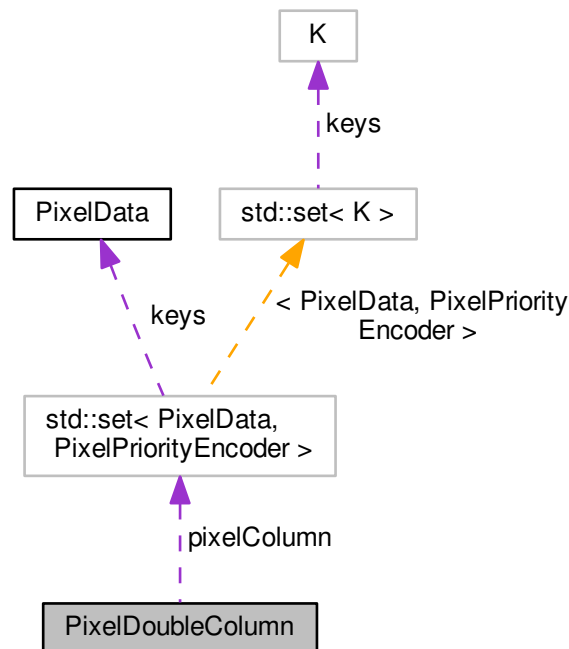 K
keys
PixelData
std::set< K >
keys
< PixelData, PixelPriority
Encoder >
std::set< PixelData,
PixelPriorityEncoder >
pixelColumn
PixelDoubleColumn